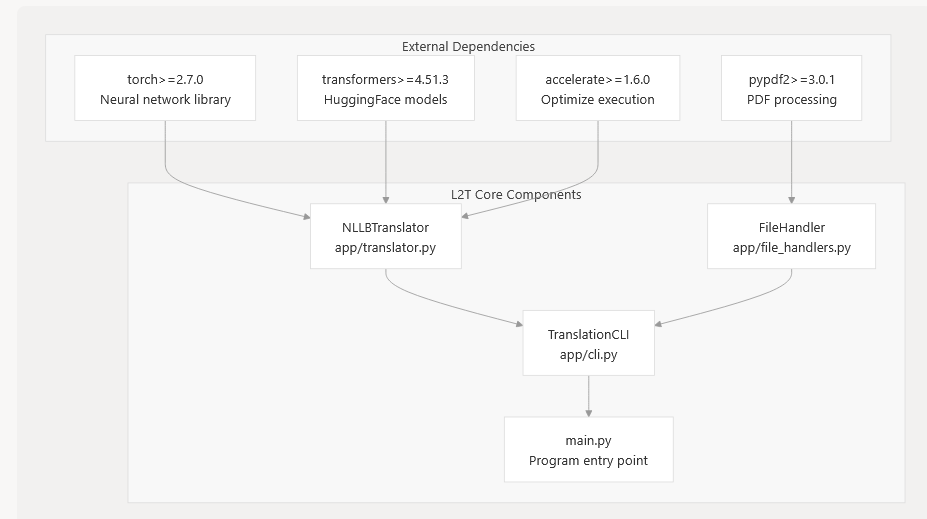 External Dependencies
torch>=2.7.0
Neural network library
transformers>=4.51.3
HuggingFace models
accelerate>=1.6.0
Optimize execution
pypdf2>=3.0.1
PDF processing
L2T Core Components
NLLBTranslator
app/translator.py
FileHandler
app/file_handlers.py
TranslationCLI
app/cli.py
main.py
Program entry point